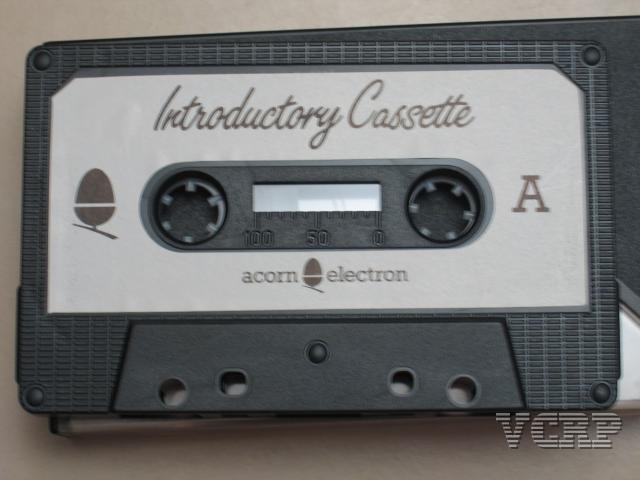 Introductory Cassette
A
100 50 0
acorn electron
VCRP